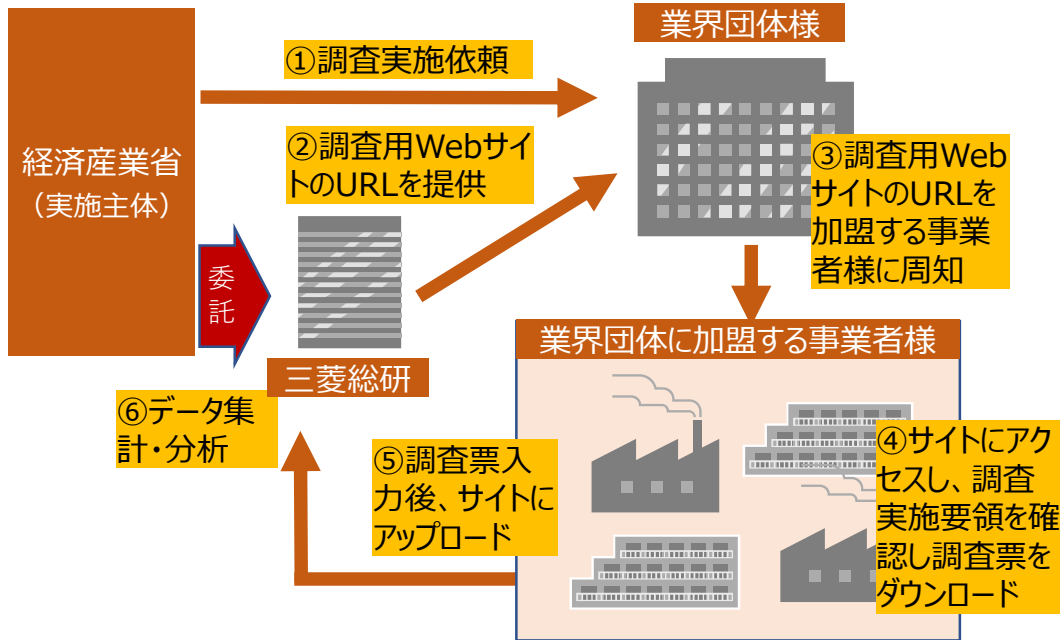 業界団体様
①調査実施依頼
経済産業省
（実施主体）
②調査用Webサイ
トのURLを提供
③調査用Web
サイトのURLを
加盟する事業
者様に周知
委
託
三菱総研
業界団体に加盟する事業者様
④サイトにアク
セスし、調査
実施要領を確
認し調査票を
ダウンロード
⑤調査票入
力後、サイトに
アップロード
⑥データ集
計・分析